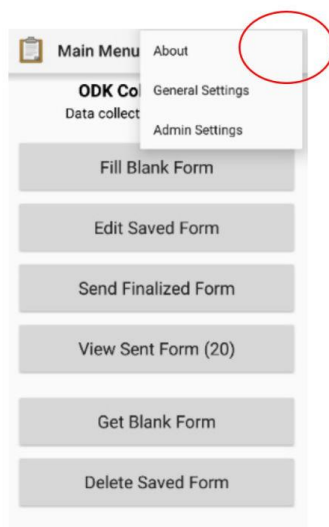 Main Menu
About
ODK Col
General Settings
Data collect
Admin Settings
Fill Blank Form
Edit Saved Form
Send Finalized Form
View Sent Form (20)
Get Blank Form
Delete Saved Form